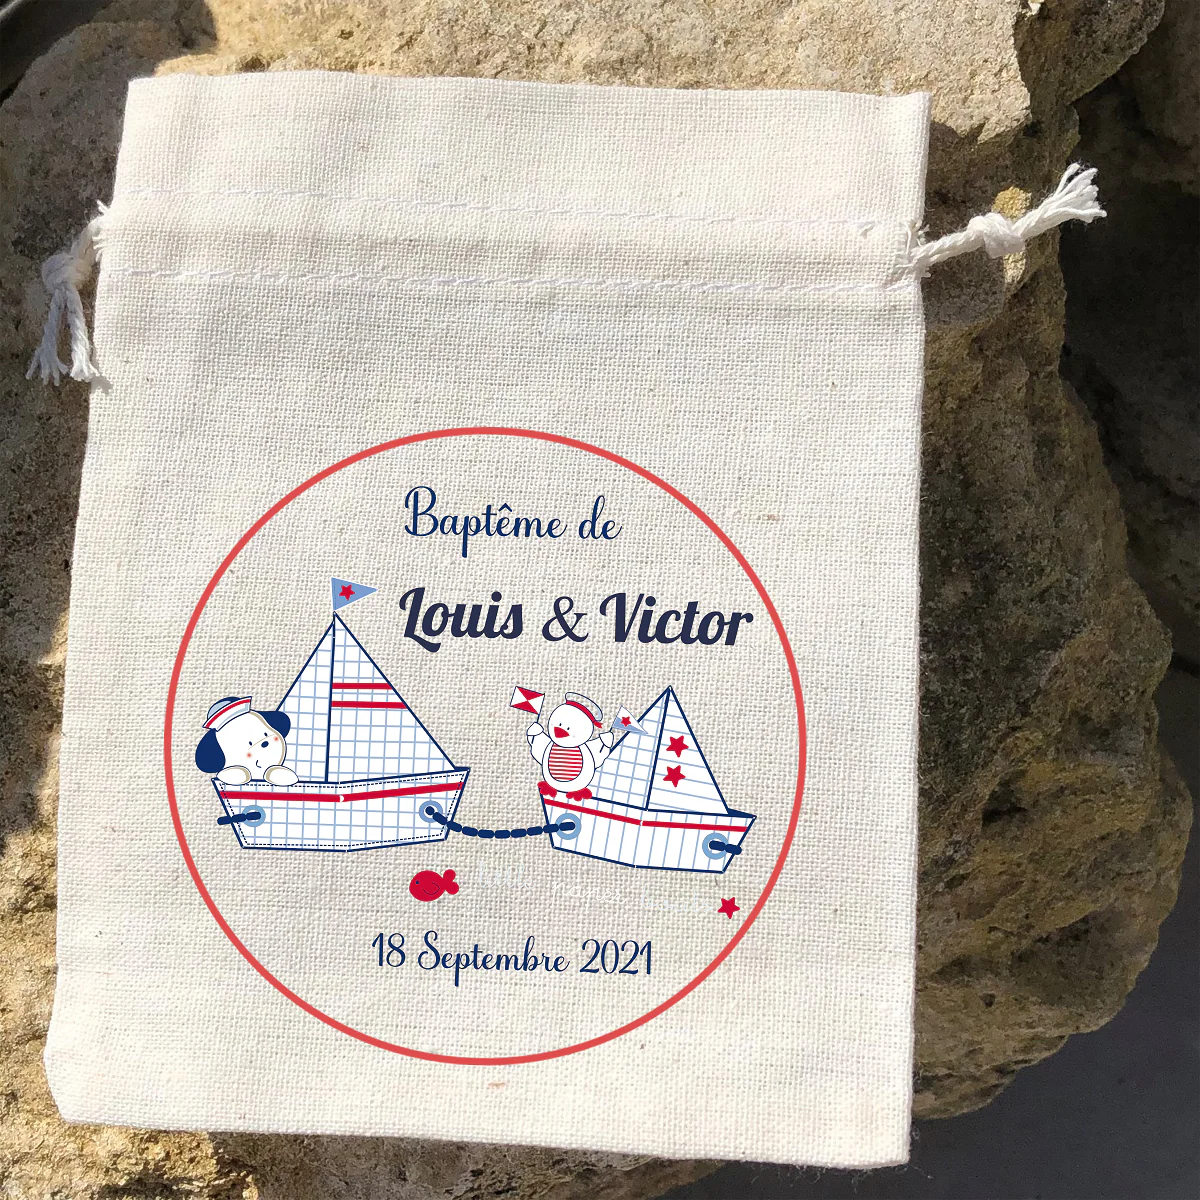 Baptême de
Louis & Victor
18 Septembre 2021